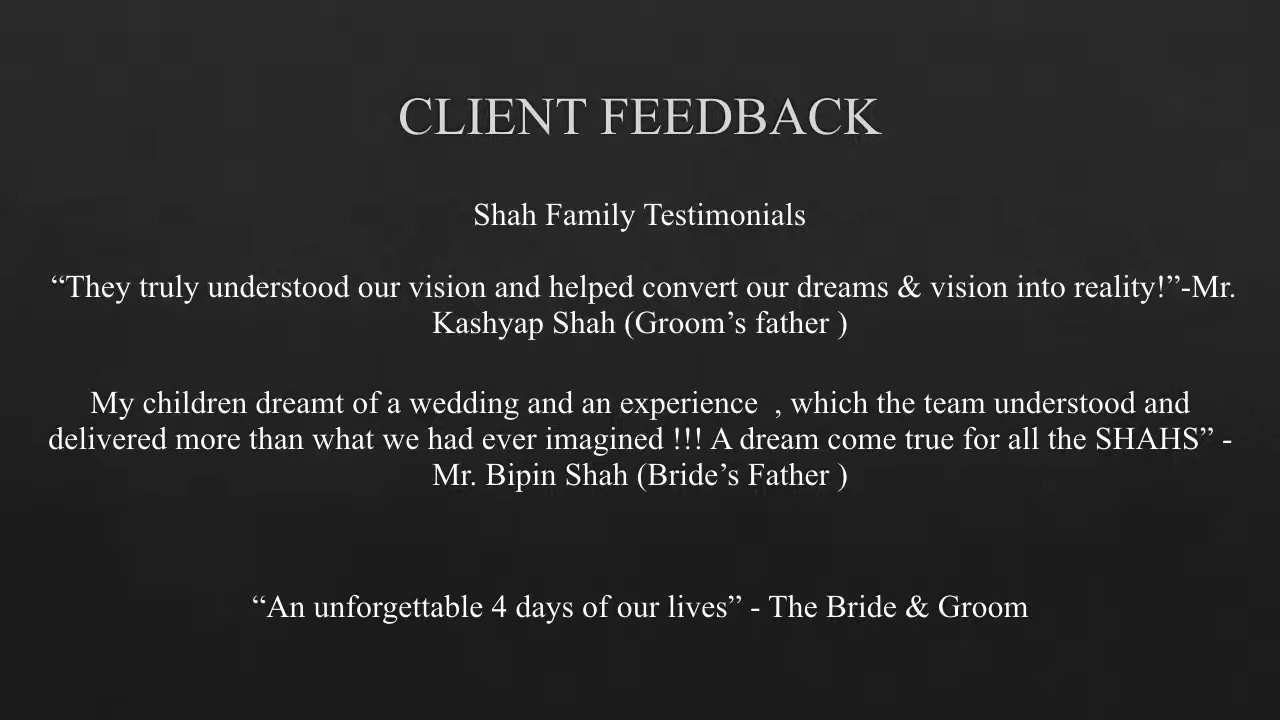 CLIENT FEEDBACK
Shah Family Testimonials
“They truly understood our vision and helped convert our dreams & vision into reality!”-Mr.
Kashyap Shah (Groom’s father )
My children dreamt of a wedding and an experience  , which the team understood and
delivered more than what we had ever imagined !!! A dream come true for all the SHAHS” -
Mr. Bipin Shah (Bride’s Father )
“An unforgettable 4 days of our lives” - The Bride & Groom